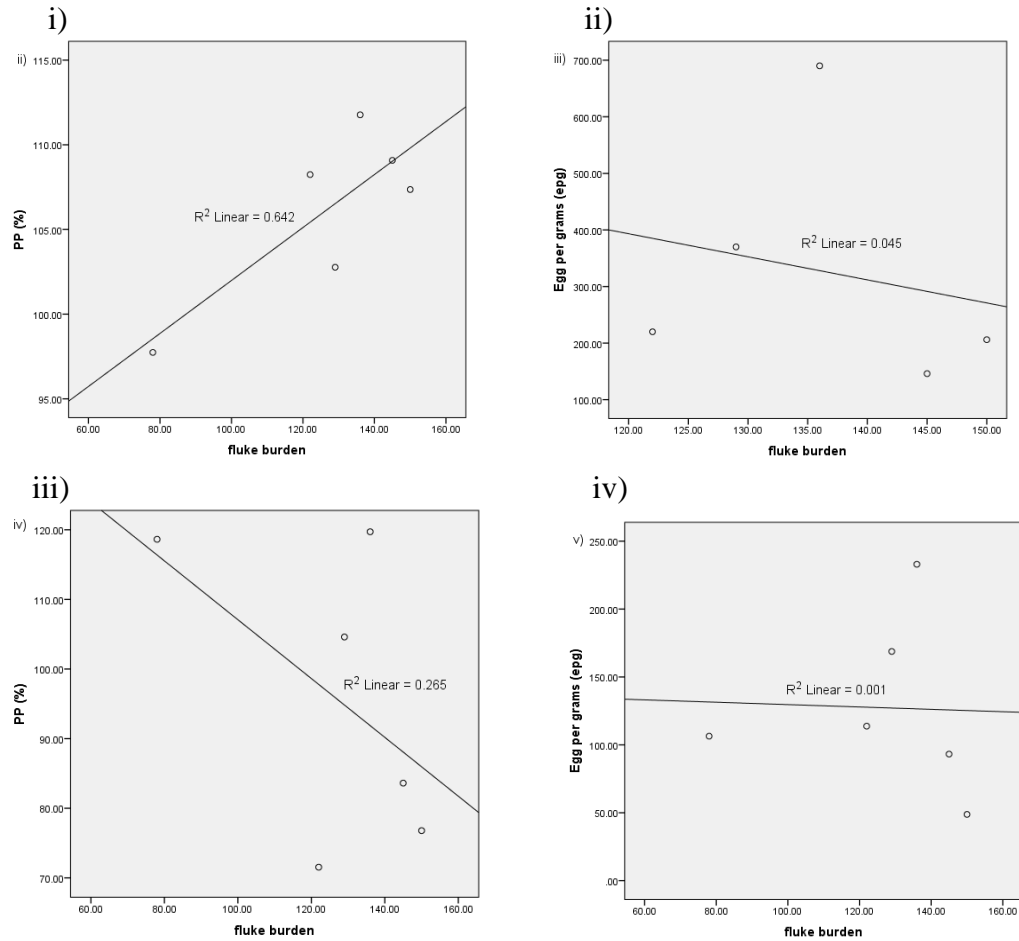 i)
ii)
115.00
110.00
105.00
100.00
95.00
PP (%)
R² Linear = 0.642
60.00 80.00 100.00 120.00 140.00 160.00
fluke burden
ii)
iii)
700.00
600.00
500.00
400.00
300.00
200.00
100.00
Egg per grams (epg)
R² Linear = 0.045
120.00 125.00 130.00 135.00 140.00 145.00 150.00
fluke burden
iii)
iv)
120.00
110.00
100.00
90.00
80.00
70.00
PP (%)
R² Linear = 0.265
60.00 80.00 100.00 120.00 140.00 160.00
fluke burden
iv)
v)
250.00
200.00
150.00
100.00
50.00
.00
Egg per grams (epg)
R² Linear = 0.001
60.00 80.00 100.00 120.00 140.00 160.00
fluke burden